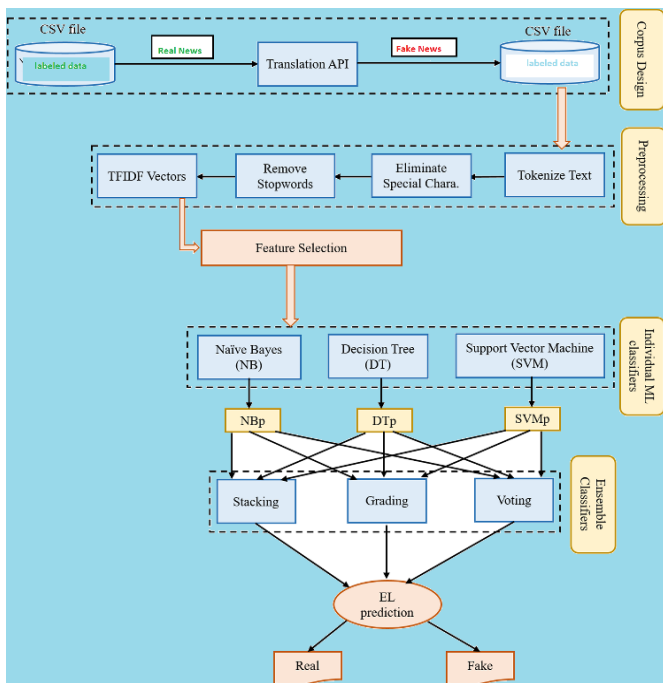 CSV file
CSV file
Real News
Fake News
labeled data
Translation API
labeled data
Corpus Design
TFIDF Vectors
Remove
Stopwords
Eliminate
Special Chara.
Tokenize Text
Preprocessing
Feature Selection
Naïve Bayes
(NB)
Decision Tree
(DT)
Support Vector Machine
(SVM)
Individual ML
classifiers
NBp
DTp
SVMp
Stacking
Grading
Voting
Ensemble
Classifiers
EL
prediction
Real
Fake